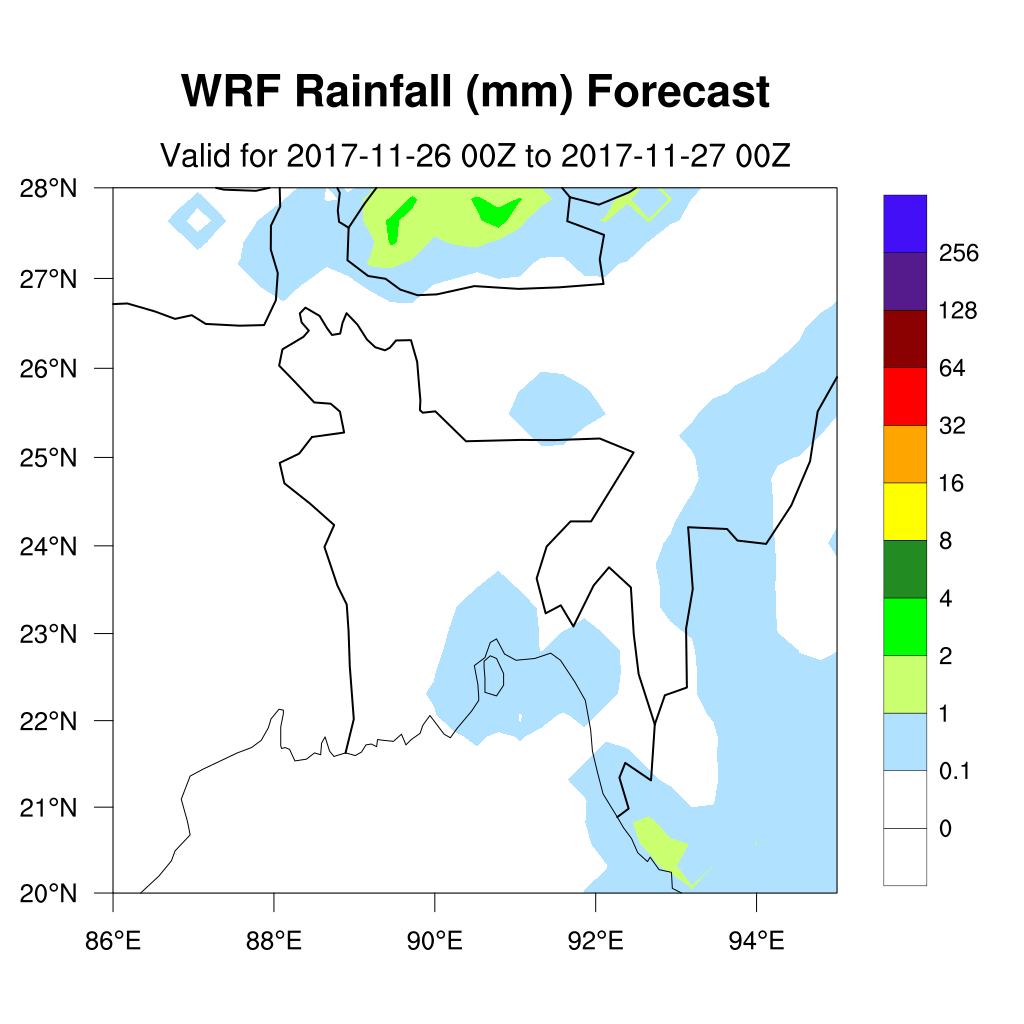 WRF Rainfall (mm) Forecast
Valid for 2017-11-26 00Z to 2017-11-27 00Z
28°N
27°N
26°N
25°N
24°N
23°N
22°N
21°N
20°N
86°E
88°E
90°E
92°E
94°E
256
128
64
32
16
8
4
2
1
0.1
0